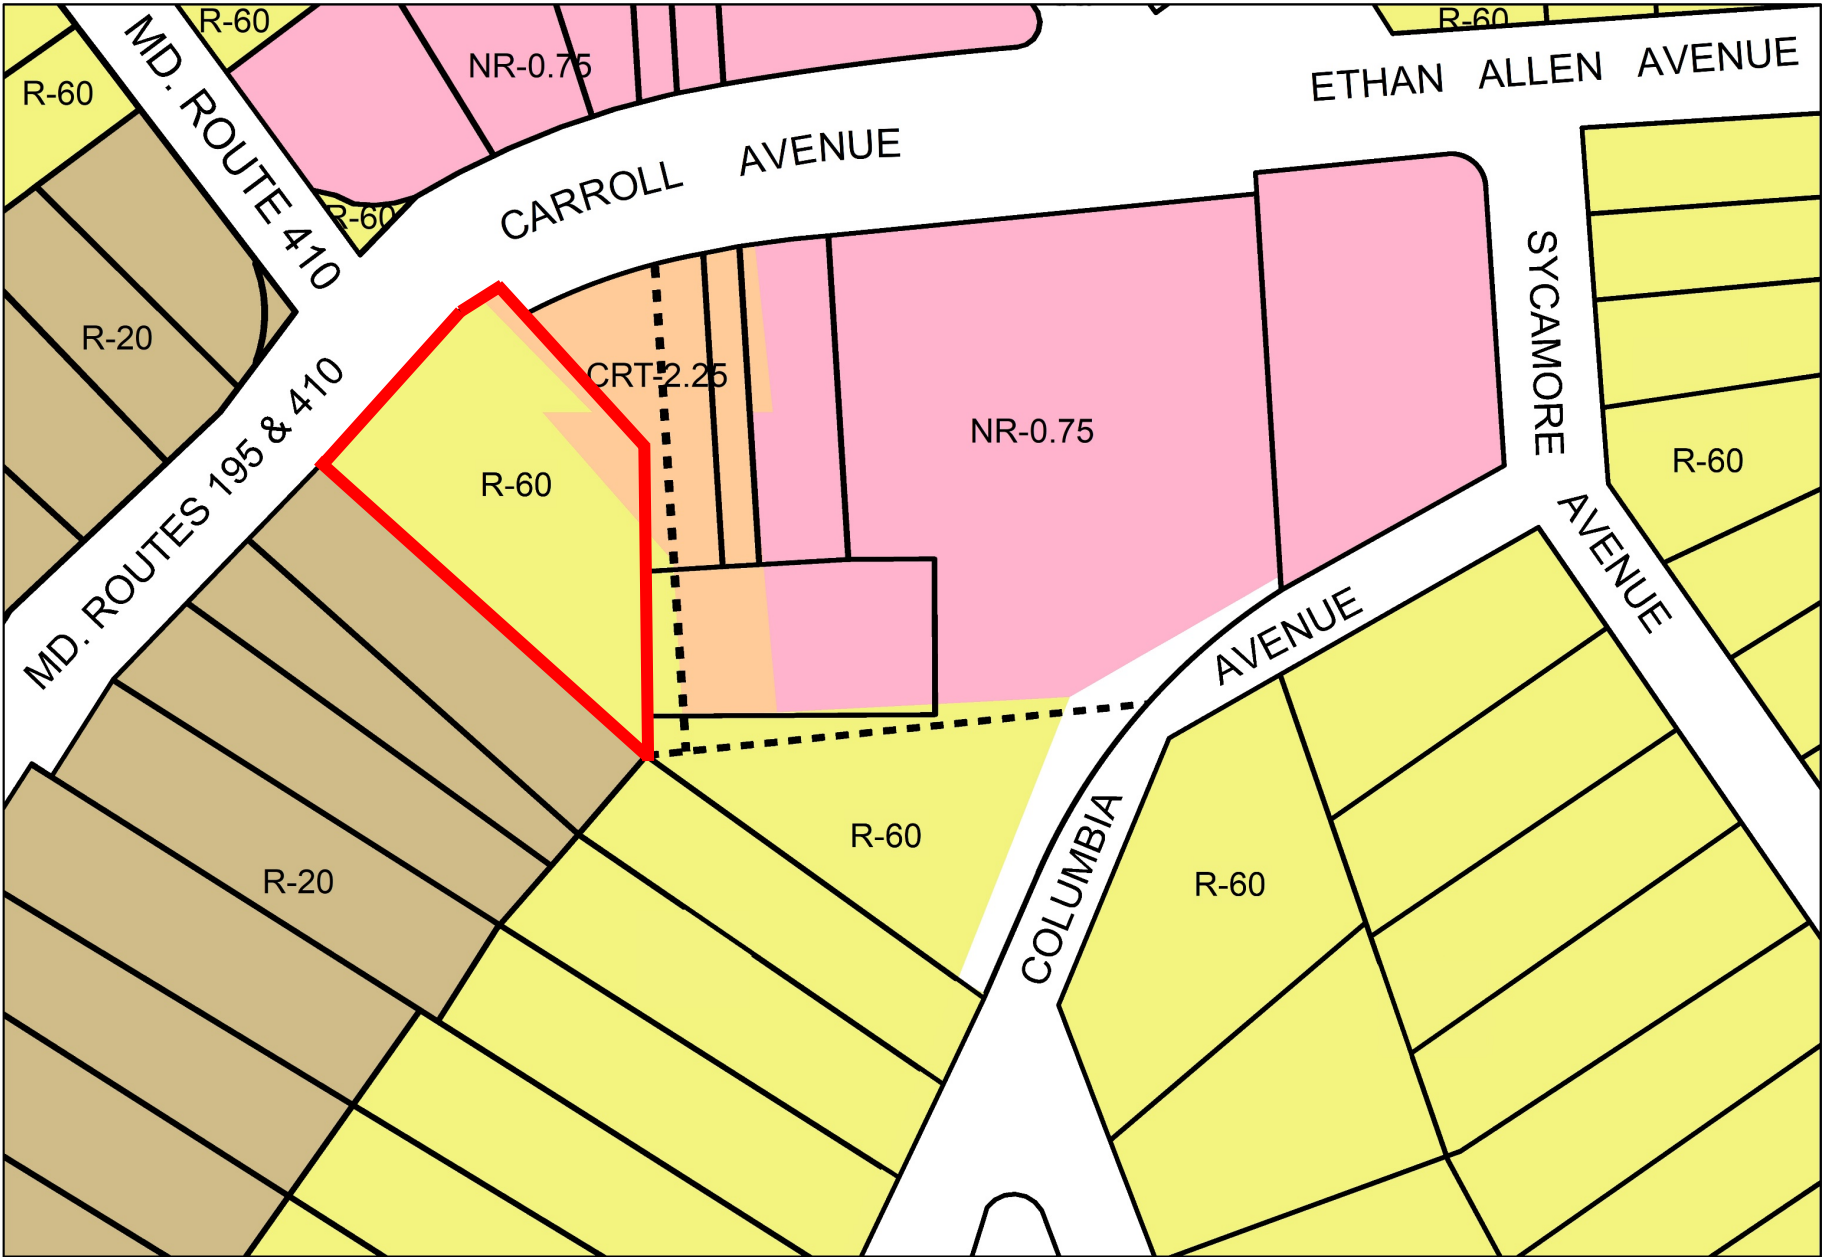 R-60
R-60
R-60
MD. ROUTE 410
NR-0.75
ETHAN ALLEN AVENUE
CARROLL AVENUE
R-60
R-20
SYCAMORE AVENUE
CRT-2.25
NR-0.75
R-60
R-60
MD. ROUTES 195 & 410
COLUMBIA AVENUE
R-60
R-60
R-20